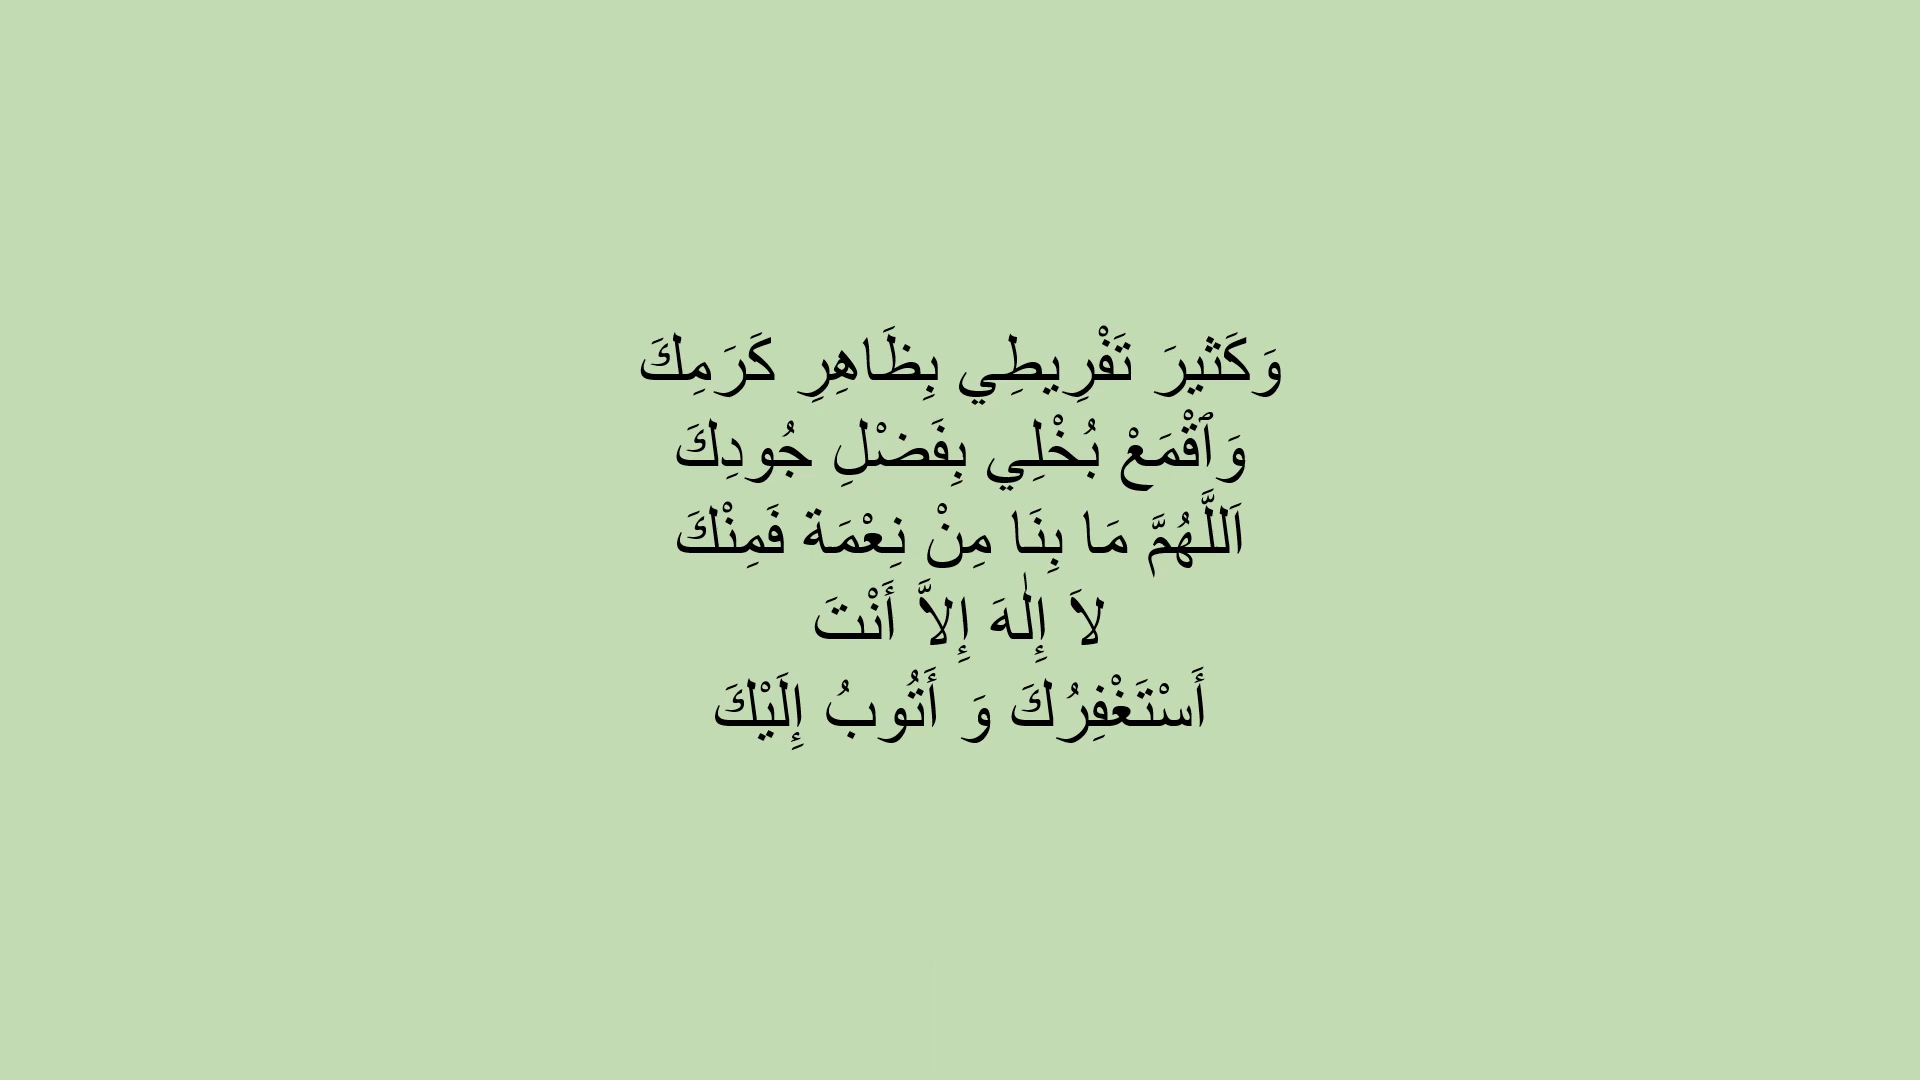 وَكَثيرَ تَفْرِيطِي بِظَاهِرِ كَرَمِكَ
وَٱقْمَعْ بُخْلِي بِفَضْلِ جُودِكَ
اَللَّهُمَّ مَا بِنَا مِنْ نِعْمَة فَمِنْكَ
لاَ إِلٰهَ إِلاَّ أَنْتَ
أَسْتَغْفِرُكَ وَ أَتُوبُ إِلَيْكَ